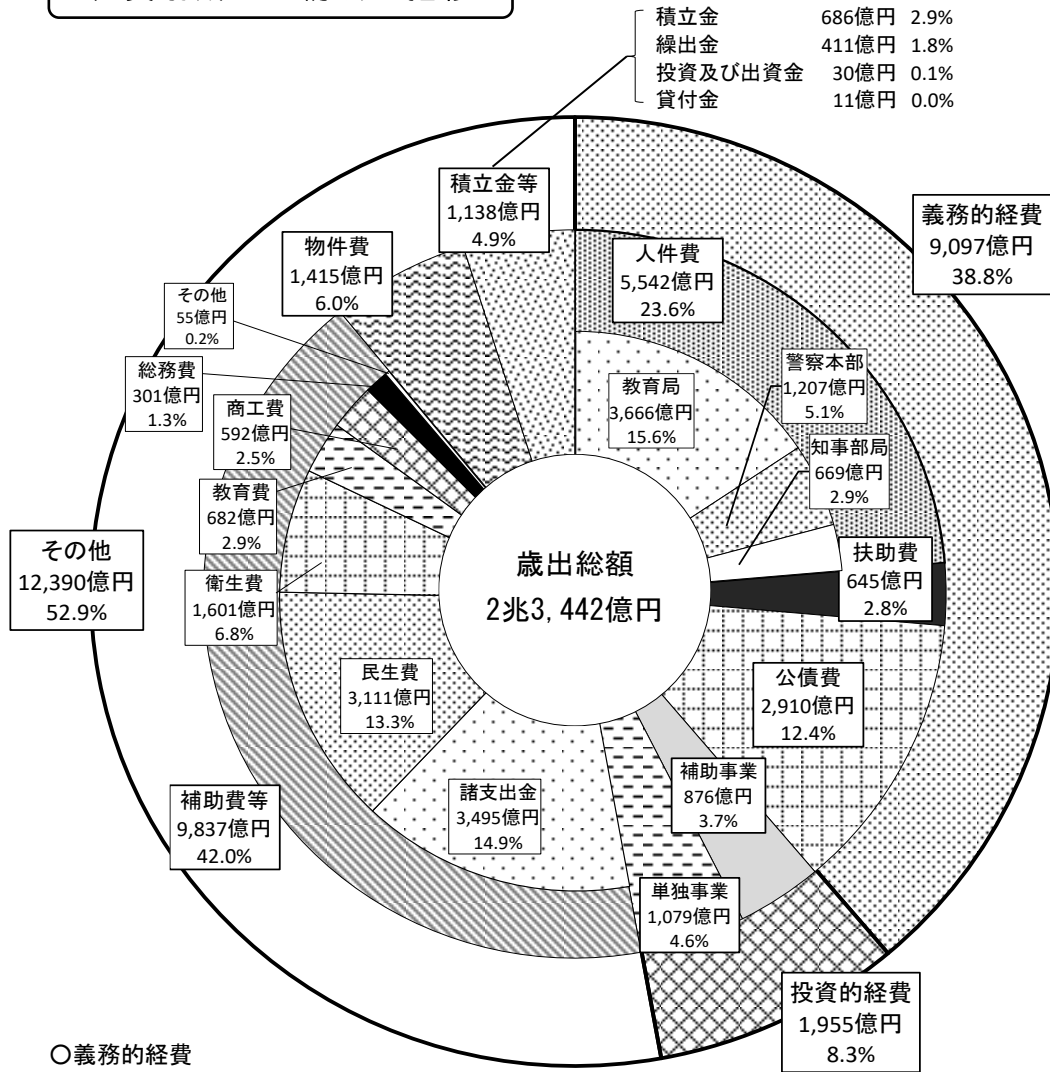 積立金 686億円 2.9%
繰出金 411億円 1.8%
投資及び出資金 30億円 0.1%
貸付金 11億円 0.0%
積立金等
1,138億円
4.9%
義務的経費
9,097億円
38.8%
物件費
1,415億円
6.0%
人件費
5,542億円
23.6%
その他
55億円
0.2%
総務費
301億円
1.3%
商工費
592億円
2.5%
教育局
3,666億円
15.6%
警察本部
1,207億円
5.1%
知事部局
669億円
2.9%
教育費
682億円
2.9%
その他
12,390億円
52.9%
衛生費
1,601億円
6.8%
歳出総額
2兆3,442億円
扶助費
645億円
2.8%
民生費
3,111億円
13.3%
公債費
2,910億円
12.4%
補助事業
876億円
3.7%
諸支出金
3,495億円
14.9%
補助費等
9,837億円
42.0%
単独事業
1,079億円
4.6%
投資的経費
1,955億円
8.3%
○義務的経費